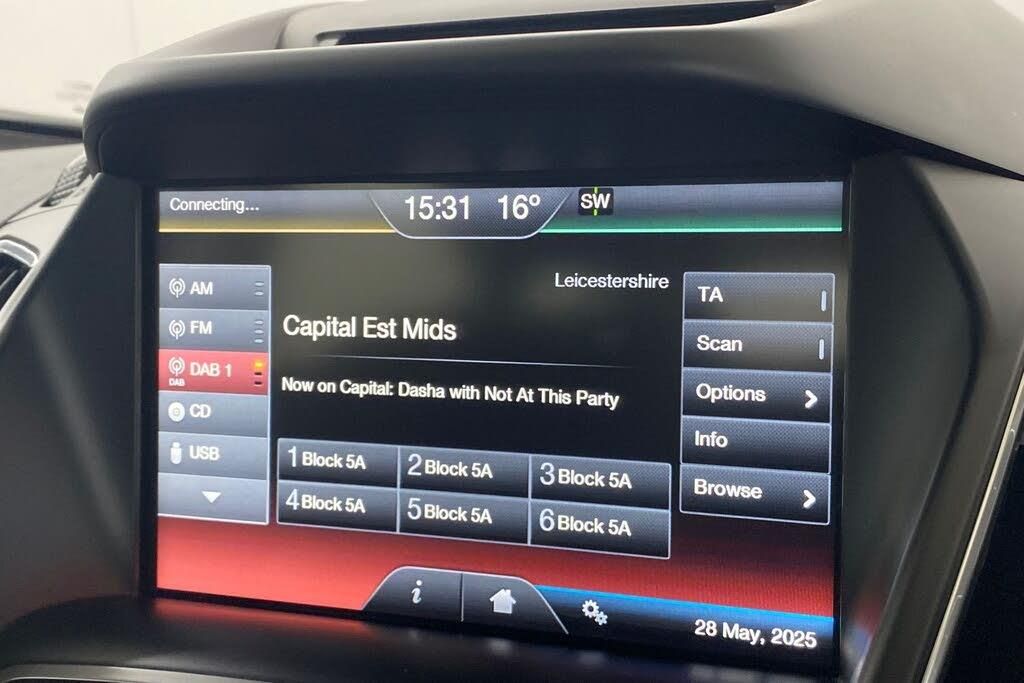 Connecting...
15:31 16°
SW
AM
FM
DAB 1
DAB
CD
USB
Leicestershire
Capital Est Mids
Now on Capital: Dasha with Not At This Party
1 Block 5A
2 Block 5A
3 Block 5A
4 Block 5A
5 Block 5A
6 Block 5A
TA
Scan
Options
Info
Browse
i
28 May, 2025